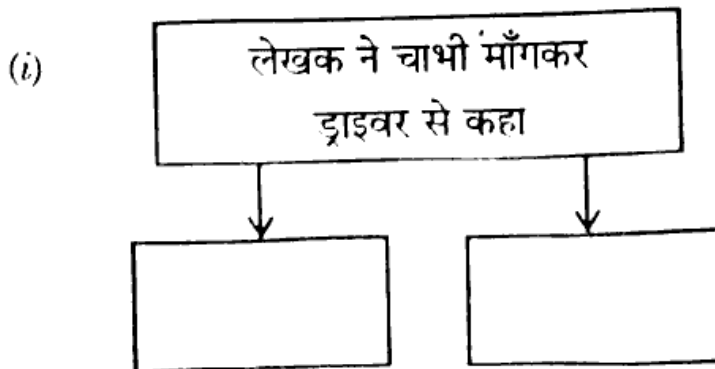 (i)
लेखक ने चाभी माँगकर
ड्राइवर से कहा